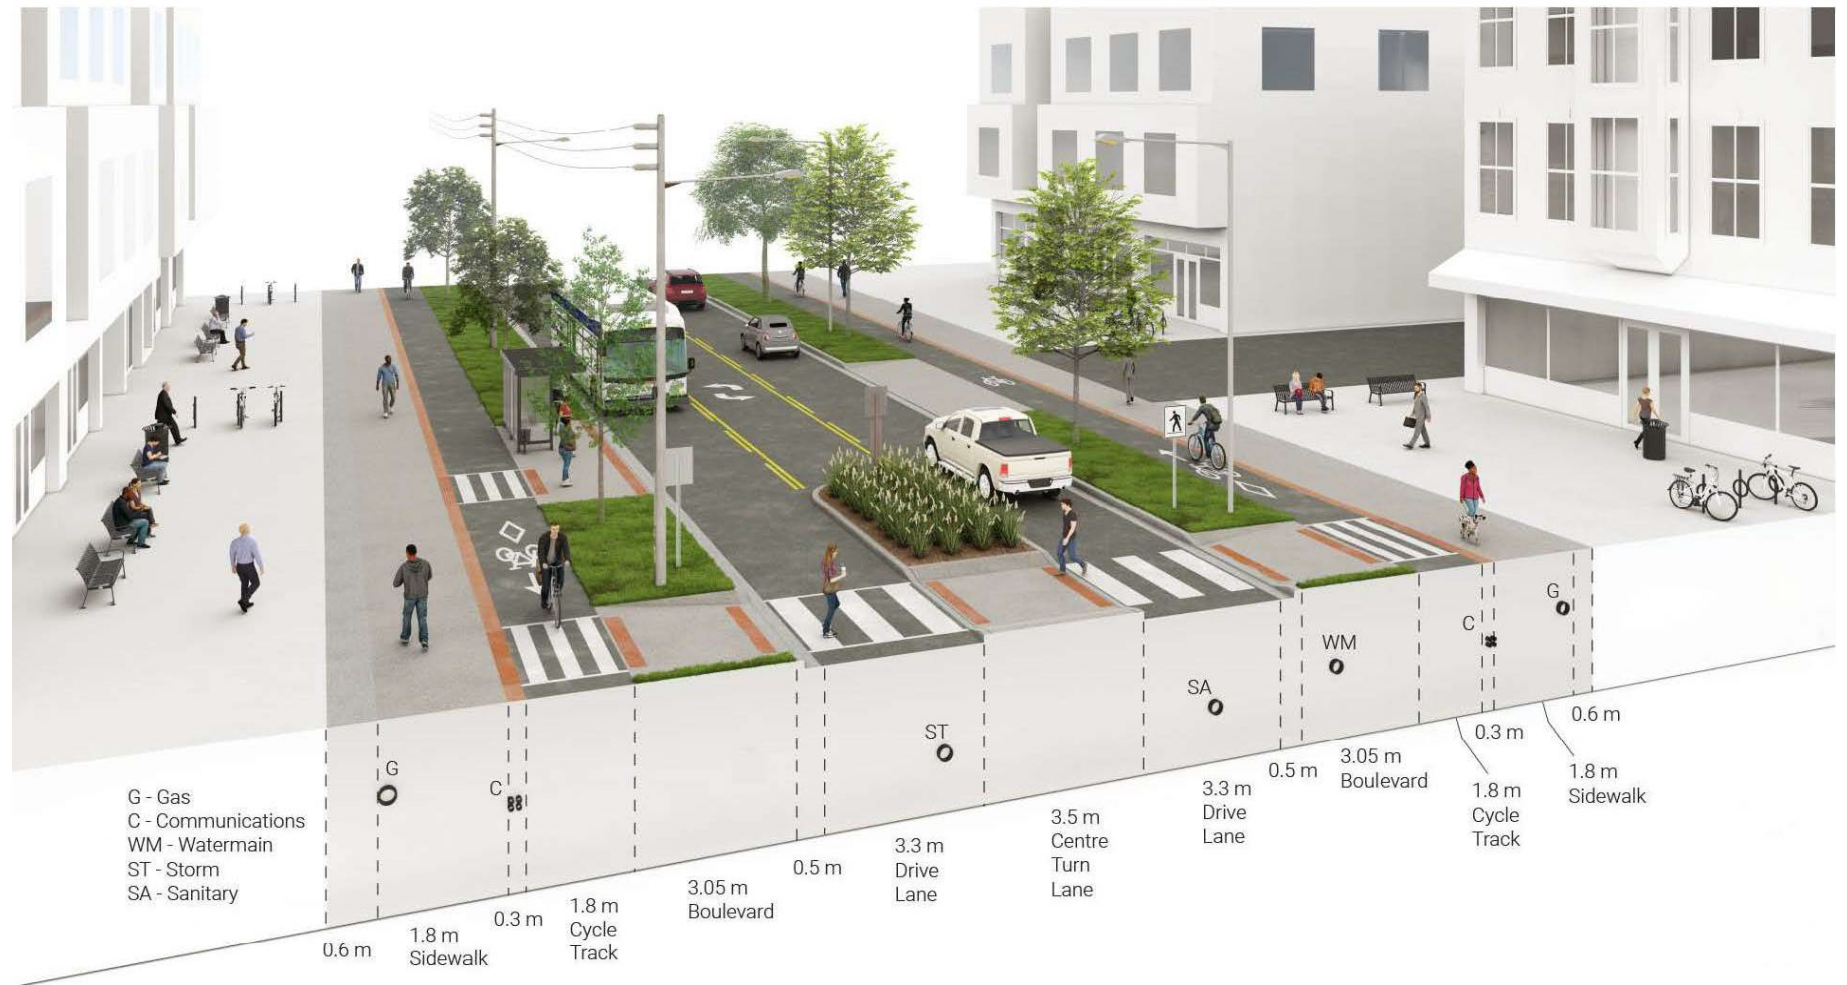 G
C
WM
SA
ST
G
C
G - Gas
C - Communications
WM - Watermain
ST - Storm
SA - Sanitary
0.6 m
1.8 m
Sidewalk
0.3 m
1.8 m
Cycle
Track
3.05 m
Boulevard
0.5 m
3.3 m
Drive
Lane
3.5 m
Centre
Turn
Lane
3.3 m
Drive
Lane
0.5 m
3.05 m
Boulevard
1.8 m
Cycle
Track
0.3 m
1.8 m
Sidewalk
0.6 m